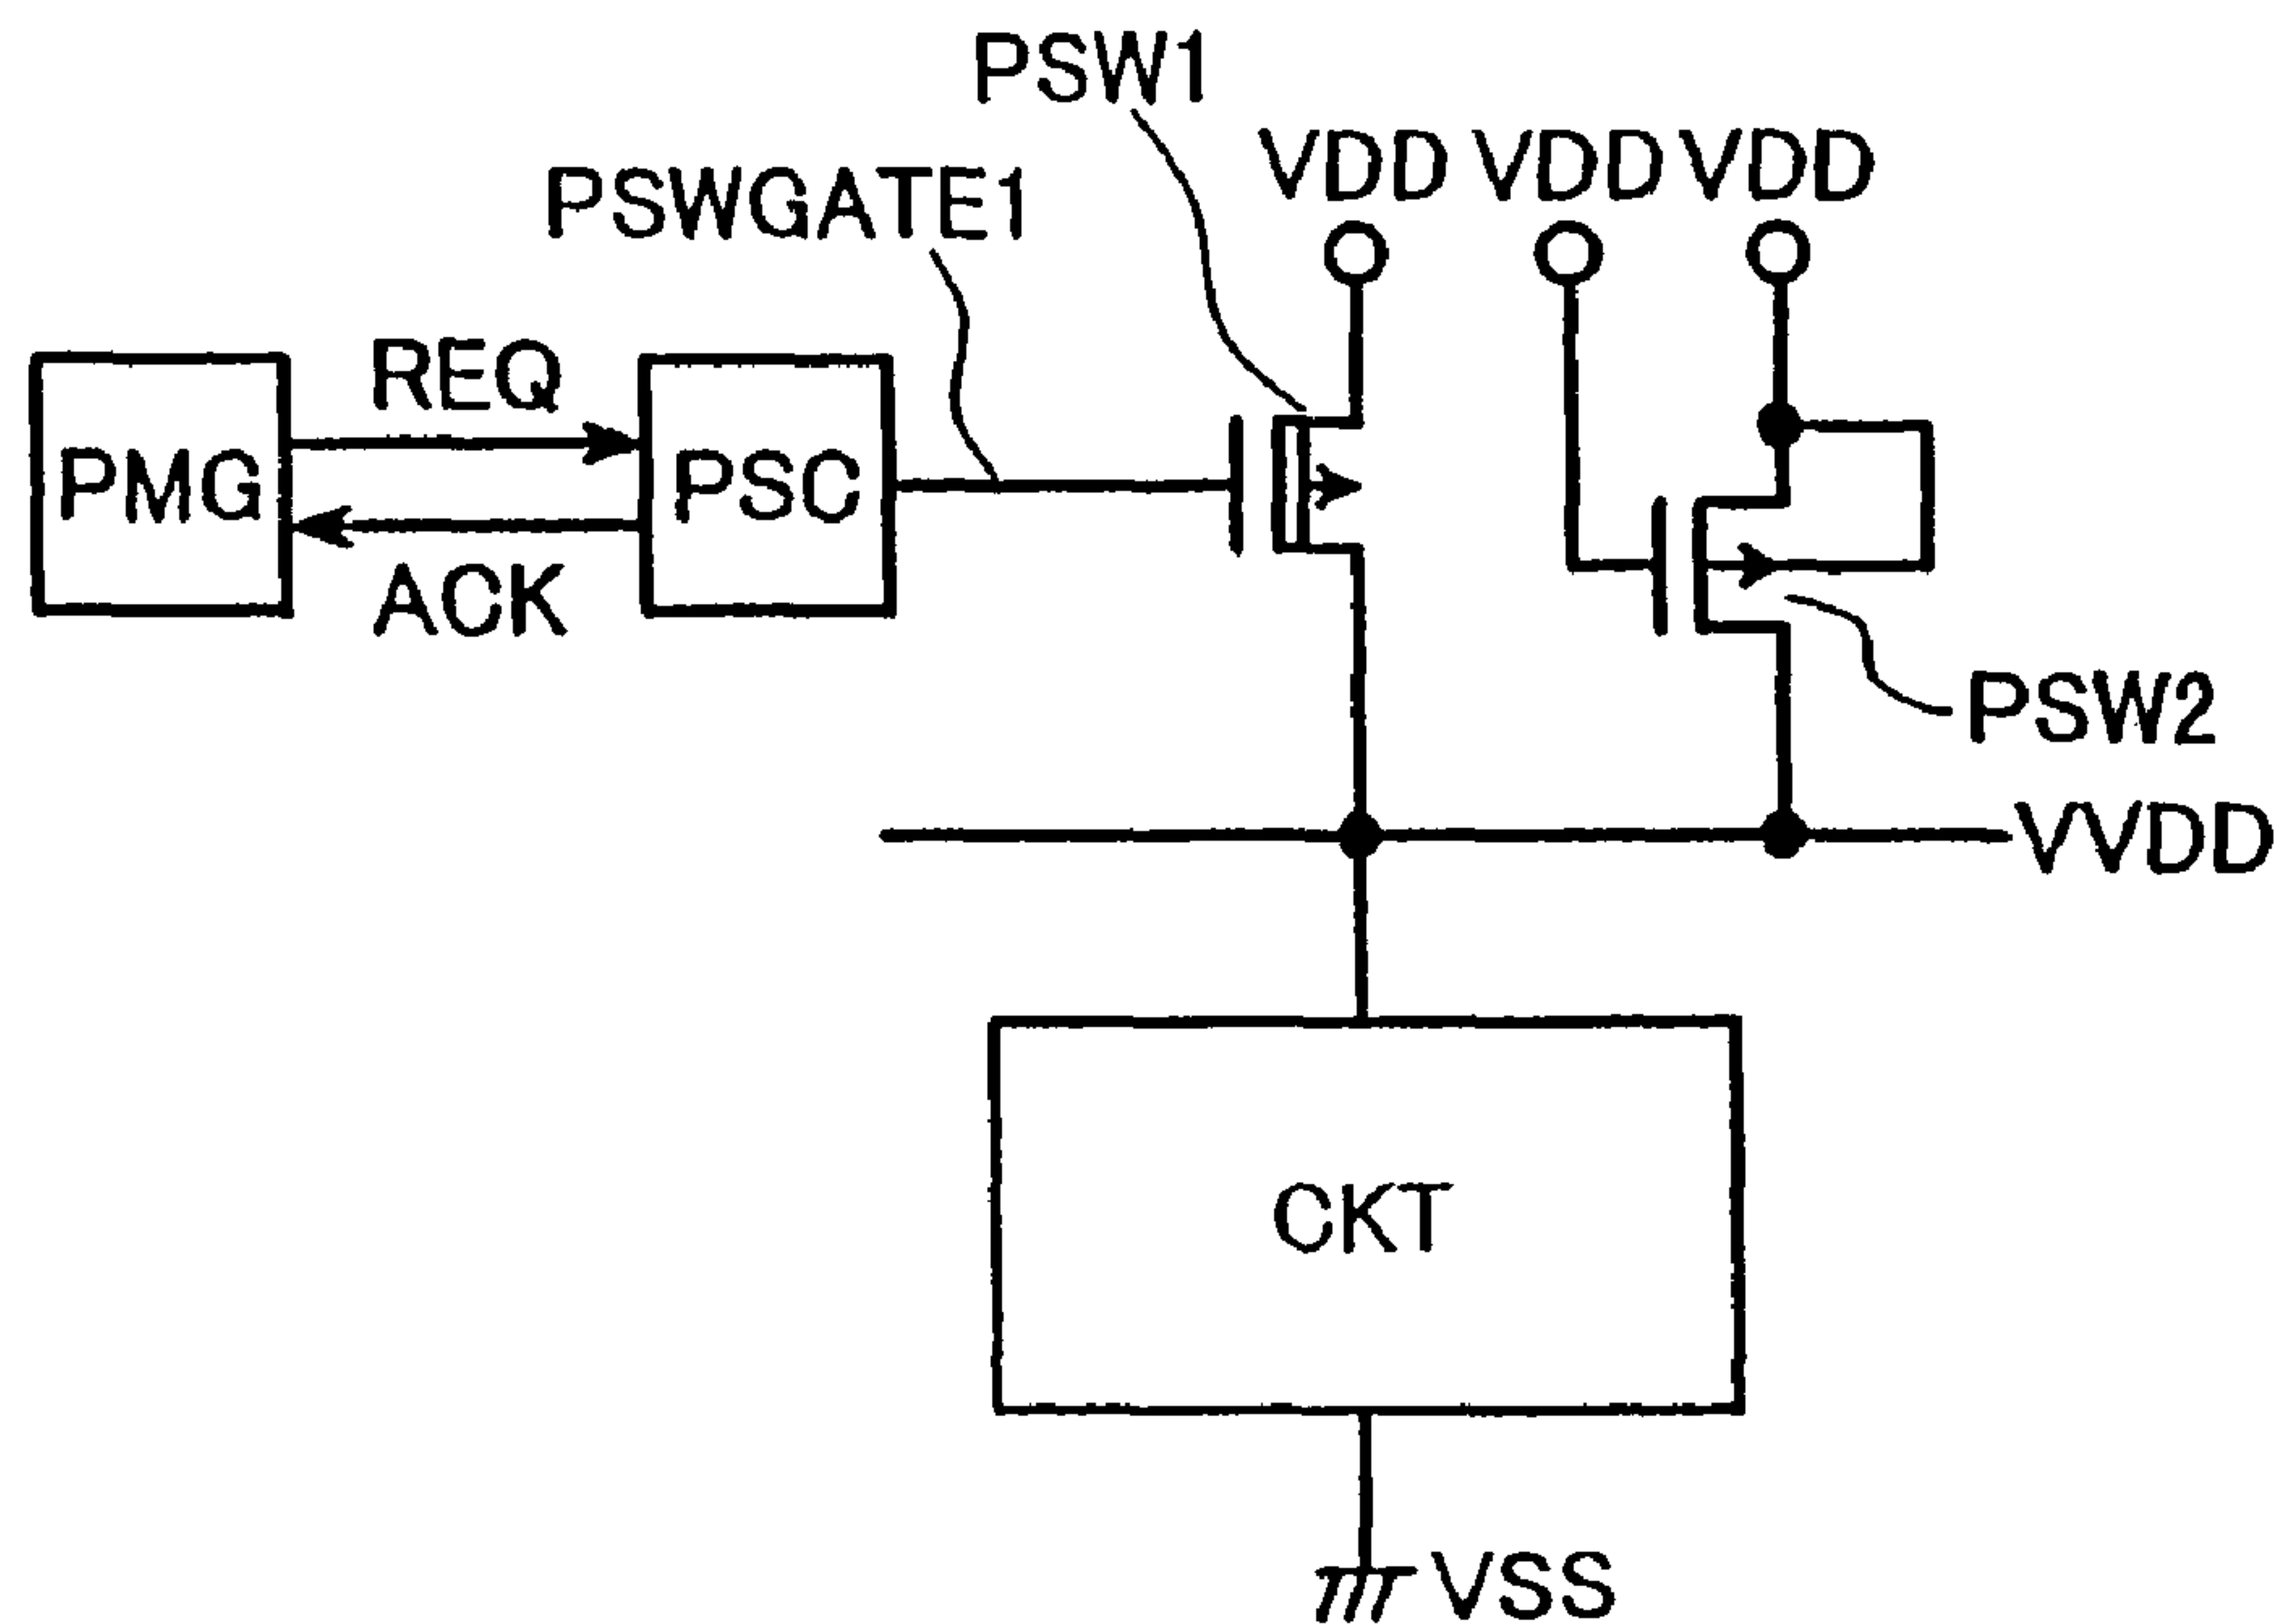 PSW1
VDD VDD VDD
PSWGATE1
REQ
PMG
PSC
ACK
PSW2
VVDD
CKT
VSS